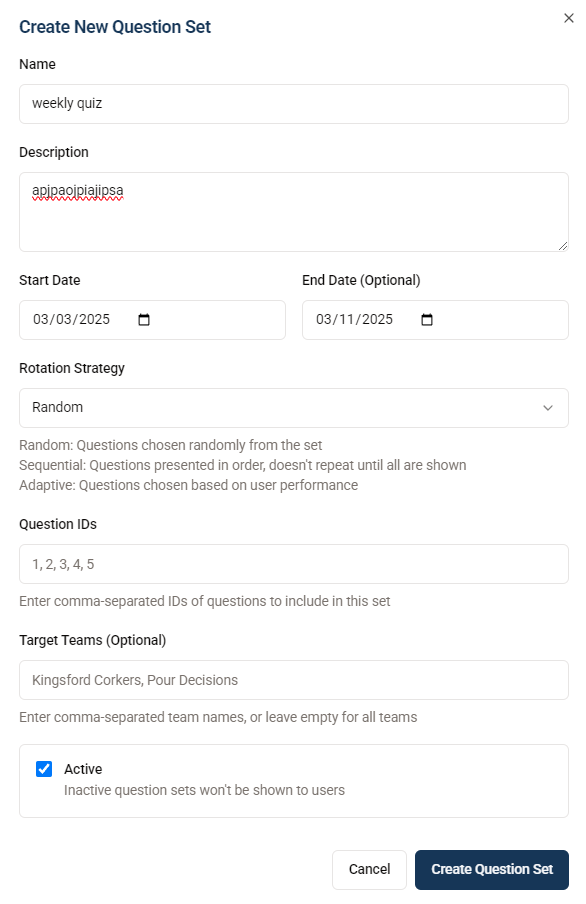 Create New Question Set
Name
weekly quiz
Description
apjpaojpiajipsa
Start Date
End Date (Optional)
03/03/2025
03/11/2025
Rotation Strategy
Random
Random: Questions chosen randomly from the set
Sequential: Questions presented in order, doesn't repeat until all are shown
Adaptive: Questions chosen based on user performance
Question IDs
1, 2, 3, 4, 5
Enter comma-separated IDs of questions to include in this set
Target Teams (Optional)
Kingsford Corkers, Pour Decisions
Enter comma-separated team names, or leave empty for all teams
Active
Inactive question sets won't be shown to users
Cancel
Create Question Set